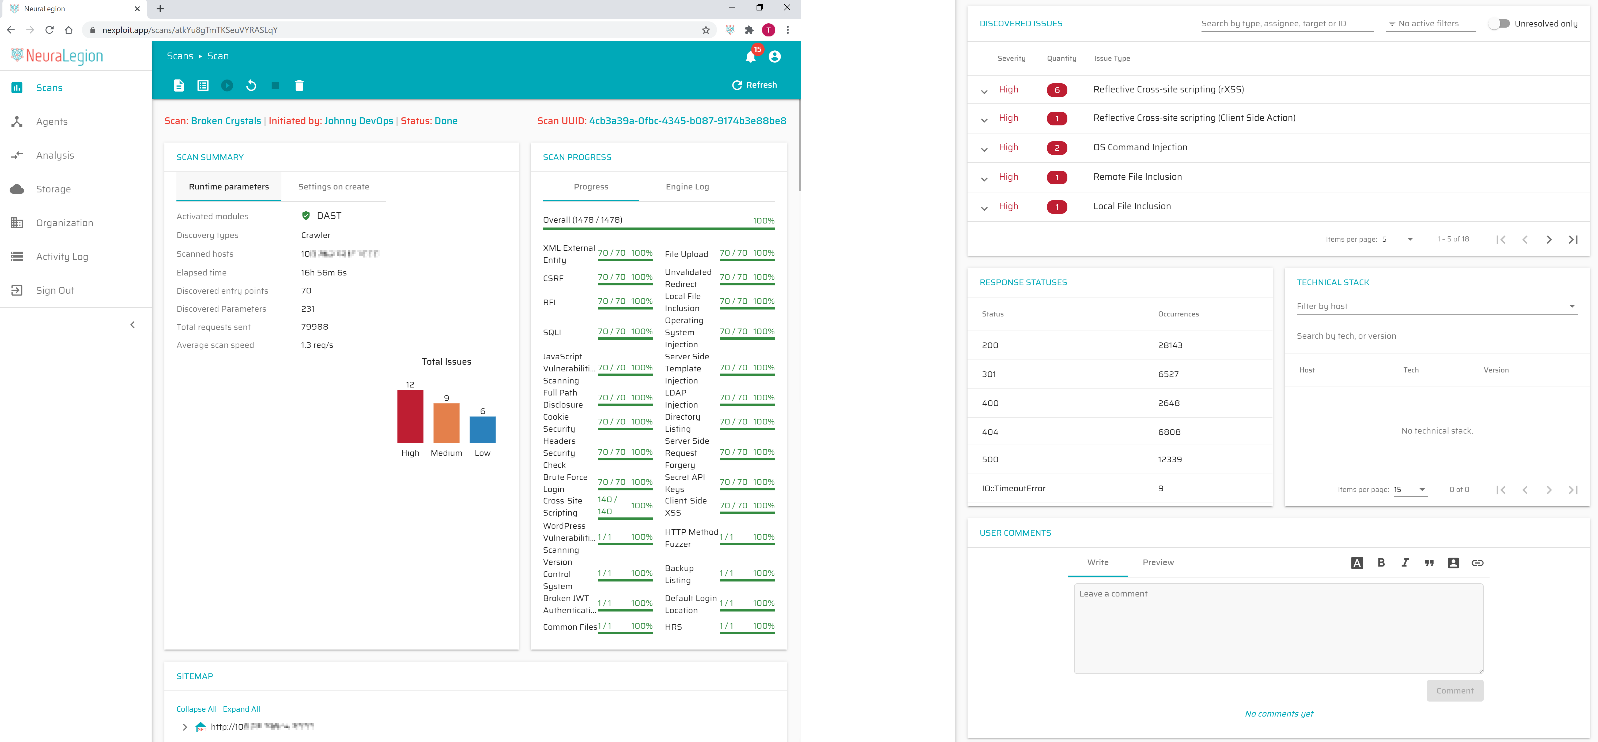 NeuraLegion
nexploit.app/scans/atkYu8gTmTKSeuVYRASLqY
T
NeuraLegion
Scans
Agents
Analysis
Storage
Organization
Activity Log
Sign Out
Scans • Scan
15
Refresh
Scan: Broken Crystals | Initiated by: Johnny DevOps | Status: Done
Scan UUID: 4cb3a39a-0fbc-4345-b087-9174b3e88be8
SCAN SUMMARY
Runtime parameters Settings on create
Activated modules DAST
Discovery types Crawler
Scanned hosts 10
Elapsed time 16h 56m 6s
Discovered entry points 70
Discovered Parameters 231
Total requests sent 79988
Average scan speed 1.3 req/s
Total Issues
12
9
6
High Medium Low
SCAN PROGRESS
Progress Engine Log
Overall (1478 / 1478) 100%
XML External
Entity 70 / 70 100%
File Upload 70 / 70 100%
CSRF 70 / 70 100%
Unvalidated
Redirect 70 / 70 100%
RFI 70 / 70 100%
Local File
Inclusion 70 / 70 100%
SQLI 70 / 70 100%
Operating
System
Injection 70 / 70 100%
JavaScript
Vulnerabiliti...
Scanning 70 / 70 100%
Server Side
Template
Injection 70 / 70 100%
Full Path
Disclosure 70 / 70 100%
LDAP
Injection 70 / 70 100%
Cookie
Security 70 / 70 100%
Directory
Listing 70 / 70 100%
Headers
Security
Check 70 / 70 100%
Server Side
Request
Forgery 70 / 70 100%
Brute Force
Login 70 / 70 100%
Secret API
Keys 70 / 70 100%
Cross-Site
Scripting 140 /
140 100%
Client-Side
XSS 70 / 70 100%
WordPress
Vulnerabiliti...
Scanning 1 / 1 100%
HTTP Method
Fuzzer 1 / 1 100%
Version
Control
System 1 / 1 100%
Backup
Listing 1 / 1 100%
Broken JWT
Authenticati... 1 / 1 100%
Default Login
Location 1 / 1 100%
Common Files 1 / 1 100%
HRS 1 / 1 100%
SITEMAP
Collapse All Expand All
http://10
DISCOVERED ISSUES
Search by type, assignee, target or ID
No active filters
Unresolved only
Severity Quantity Issue Type
High 6 Reflective Cross-site scripting (rXSS)
High 1 Reflective Cross-site scripting (Client Side Action)
High 2 OS Command Injection
High 1 Remote File Inclusion
High 1 Local File Inclusion
Items per page: 5 1 - 5 of 18
RESPONSE STATUSES
Status Occurrences
200 28143
301 6527
400 2648
404 6808
500 12339
IO::TimeoutError 9
TECHNICAL STACK
Filter by host
Search by tech, or version
Host Tech Version
No technical stack.
Items per page: 15 0 of 0
USER COMMENTS
Write Preview
A B I
Leave a comment
Comment
No comments yet